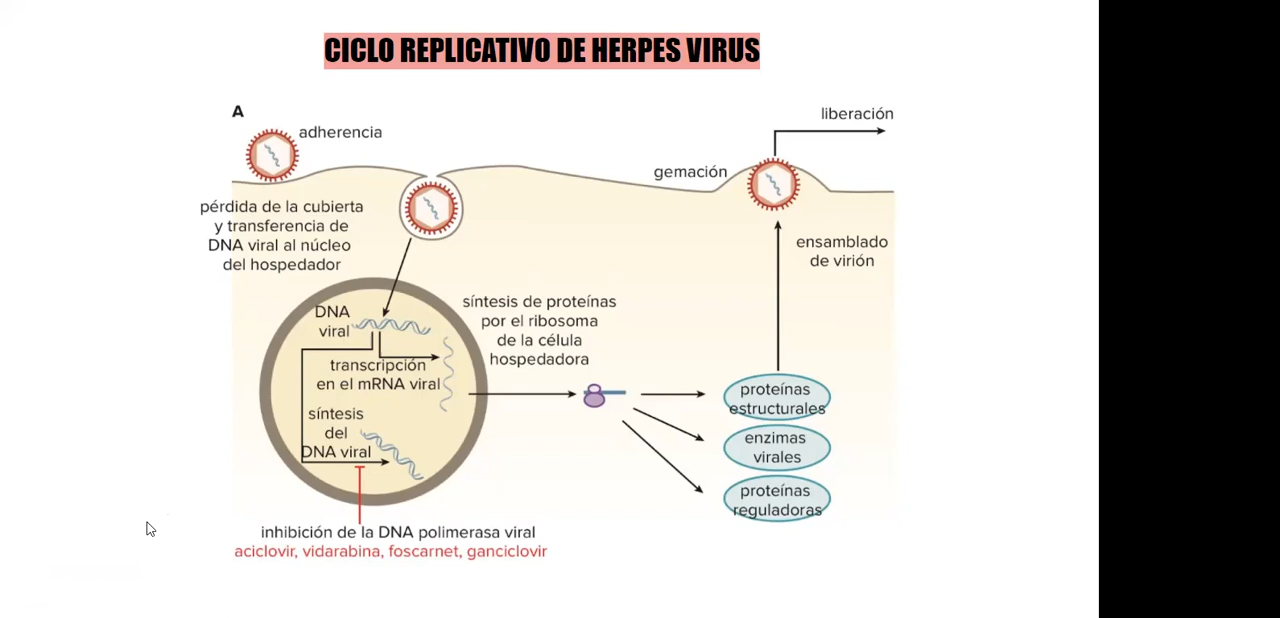 CICLO REPLICATIVO DE HERPES VIRUS
A
adherencia
liberación
gemación
pérdida de la cubierta
y transferencia de
DNA viral al núcleo
del hospedador
ensamblado
de virión
DNA
viral
síntesis de proteínas
por el ribosoma
de la célula
hospedadora
transcripción
en el mRNA viral
síntesis
del
DNA viral
proteínas
estructurales
enzimas
virales
proteínas
reguladoras
inhibición de la DNA polimerasa viral
aciclovir, vidarabina, foscarnet, ganciclovir